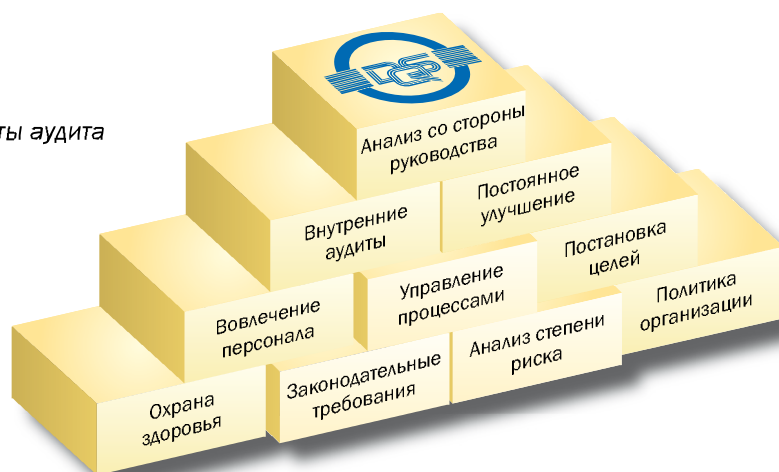 DQS
ты аудита
Анализ со стороны
руководства
Внутренние
аудиты
Постоянное
улучшение
Вовлечение
персонала
Управление
процессами
Постановка
целей
Охрана
здоровья
Законодательные
требования
Анализ степени
риска
Политика
организации